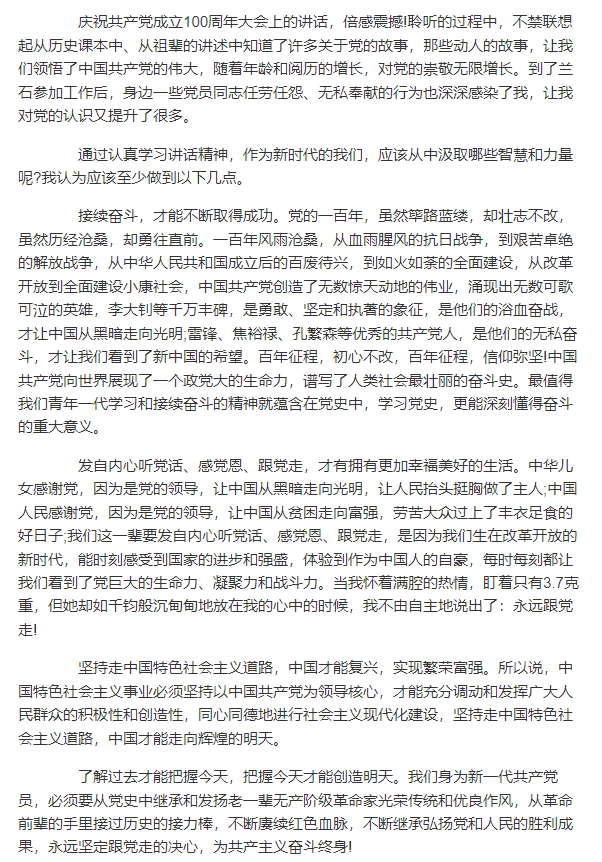 庆祝共产党成立100周年大会上的讲话，倍感震撼!聆听的过程中，不禁联想
起从历史课本中、从祖辈的讲述中知道了许多关于党的故事，那些动人的故事，让我
们领悟了中国共产党的伟大，随着年龄和阅历的增长，对党的崇敬无限增长。到了兰
石参加工作后，身边一些党员同志任劳任怨、无私奉献的行为也深深感染了我，让我
对党的认识又提升了很多。
通过认真学习讲话精神，作为新时代的我们，应该从中汲取哪些智慧和力量
呢?我认为应该至少做到以下几点。
接续奋斗，才能不断取得成功。党的一百年，虽然筚路蓝缕，却壮志不改，
虽然历经沧桑，却勇往直前。一百年风雨沧桑，从血雨腥风的抗日战争，到艰苦卓绝
的解放战争，从中华人民共和国成立后的百废待兴，到如火如荼的全面建设，从改革
开放到全面建设小康社会，中国共产党创造了无数惊天动地的伟业，涌现出无数可歌
可泣的英雄，李大钊等千万丰碑，是勇敢、坚定和执著的象征，是他们的浴血奋战，
才让中国从黑暗走向光明;雷锋、焦裕禄、孔繁森等优秀的共产党人，是他们的无私奋
斗，才让我们看到了新中国的希望。百年征程，初心不改，百年征程，信仰弥坚!中国
共产党向世界展现了一个政党大的生命力，谱写了人类社会最壮丽的奋斗史。最值得
我们青年一代学习和接续奋斗的精神就蕴含在党史中，学习党史，更能深刻懂得奋斗
的重大意义。
发自内心听党话、感党恩、跟党走，才有拥有更加幸福美好的生活。中华儿
女感谢党，因为是党的领导，让中国从黑暗走向光明，让人民抬头挺胸做了主人;中国
人民感谢党，因为是党的领导，让中国从贫困走向富强，劳苦大众过上了丰衣足食的
好日子;我们这一辈要发自内心听党话、感党恩、跟党走，是因为我们生在改革开放的
新时代，能时刻感受到国家的进步和强盛，体验到作为中国人的自豪，每时每刻都让
我们看到了党巨大的生命力、凝聚力和战斗力。当我怀着满腔的热情，盯着只有3.7克
重，但她却如千钧般沉甸甸地放在我的心中的时候，我不由自主地说出了：永远跟党
走!
坚持走中国特色社会主义道路，中国才能复兴，实现繁荣富强。所以说，中
国特色社会主义事业必须坚持以中国共产党为领导核心，才能充分调动和发挥广大人
民群众的积极性和创造性，同心同德地进行社会主义现代化建设，坚持走中国特色社
会主义道路，中国才能走向辉煌的明天。
了解过去才能把握今天，把握今天才能创造明天。我们身为新一代共产党
员，必须要从党史中继承和发扬老一辈无产阶级革命家光荣传统和优良作风，从革命
前辈的手里接过历史的接力棒，不断赓续红色血脉，不断继承弘扬党和人民的胜利成
果，永远坚定跟党走的决心，为共产主义奋斗终身!